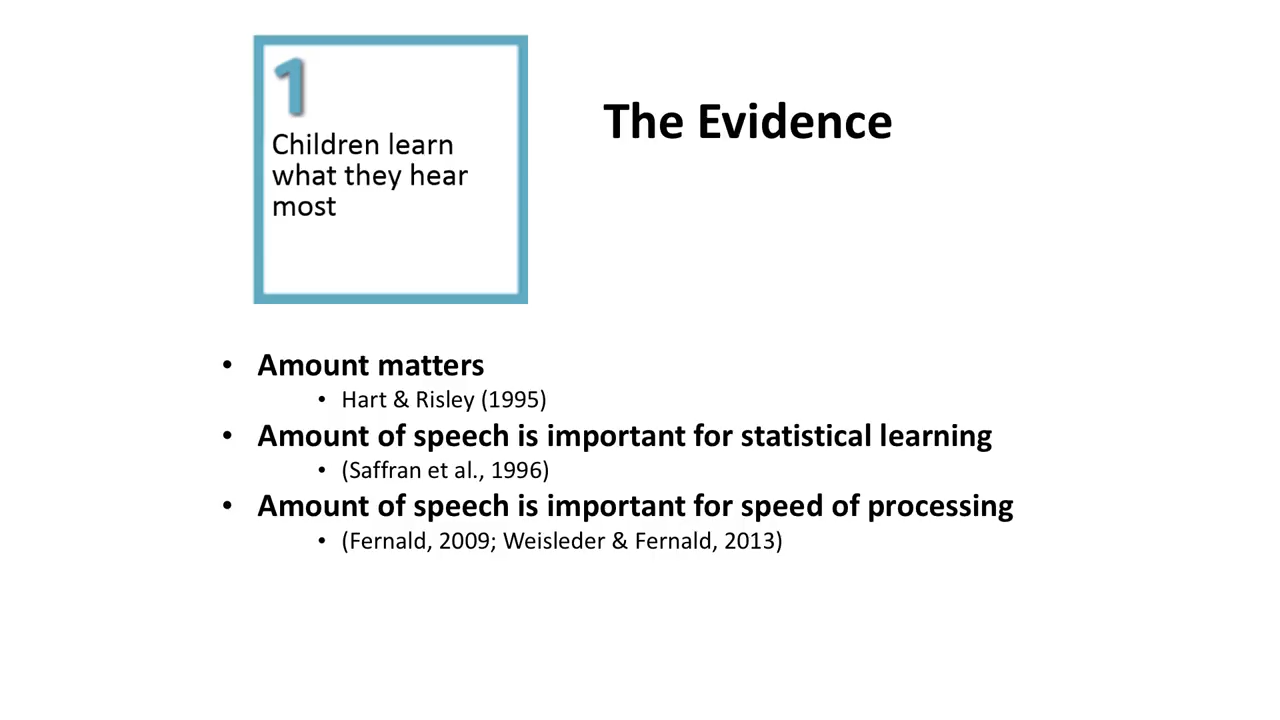 1
Children learn
what they hear
most
The Evidence
• Amount matters
• Hart & Risley (1995)
• Amount of speech is important for statistical learning
• (Saffran et al., 1996)
• Amount of speech is important for speed of processing
• (Fernald, 2009; Weisleder & Fernald, 2013)